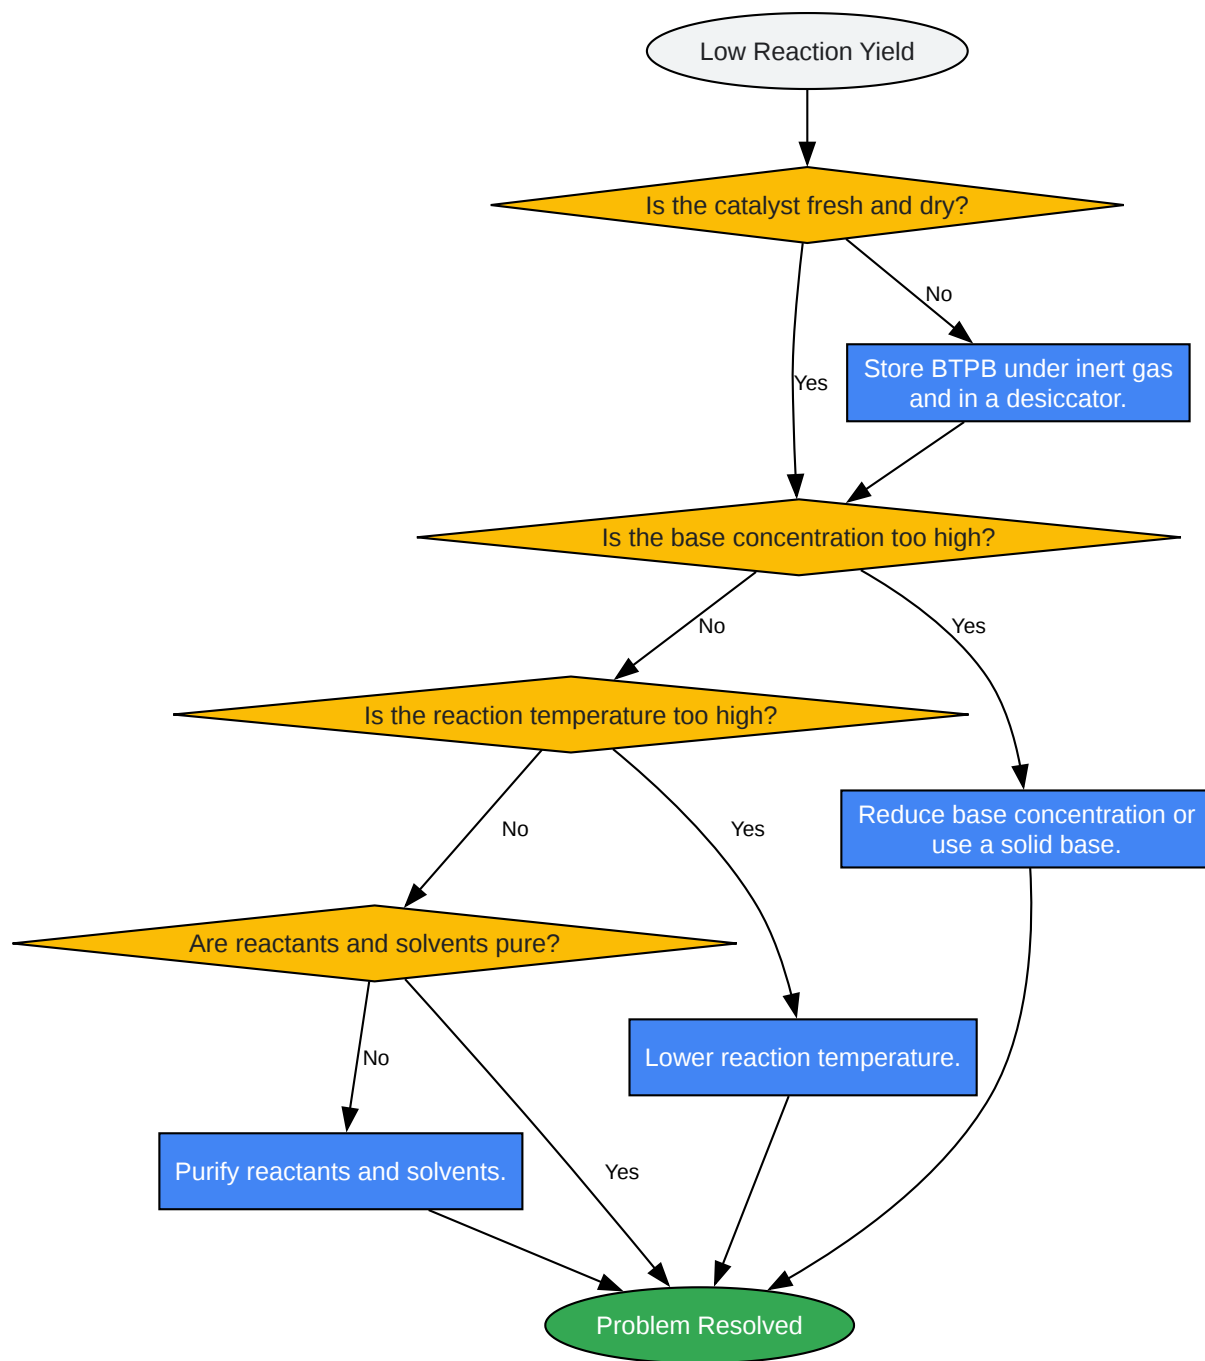 Low Reaction Yield
Is the catalyst fresh and dry?
No
Store BTPB under inert gas
and in a desiccator.
Yes
Is the base concentration too high?
No
Yes
Is the reaction temperature too high?
Reduce base concentration or
use a solid base.
No
Yes
Are reactants and solvents pure?
Lower reaction temperature.
No
Purify reactants and solvents.
Yes
Problem Resolved